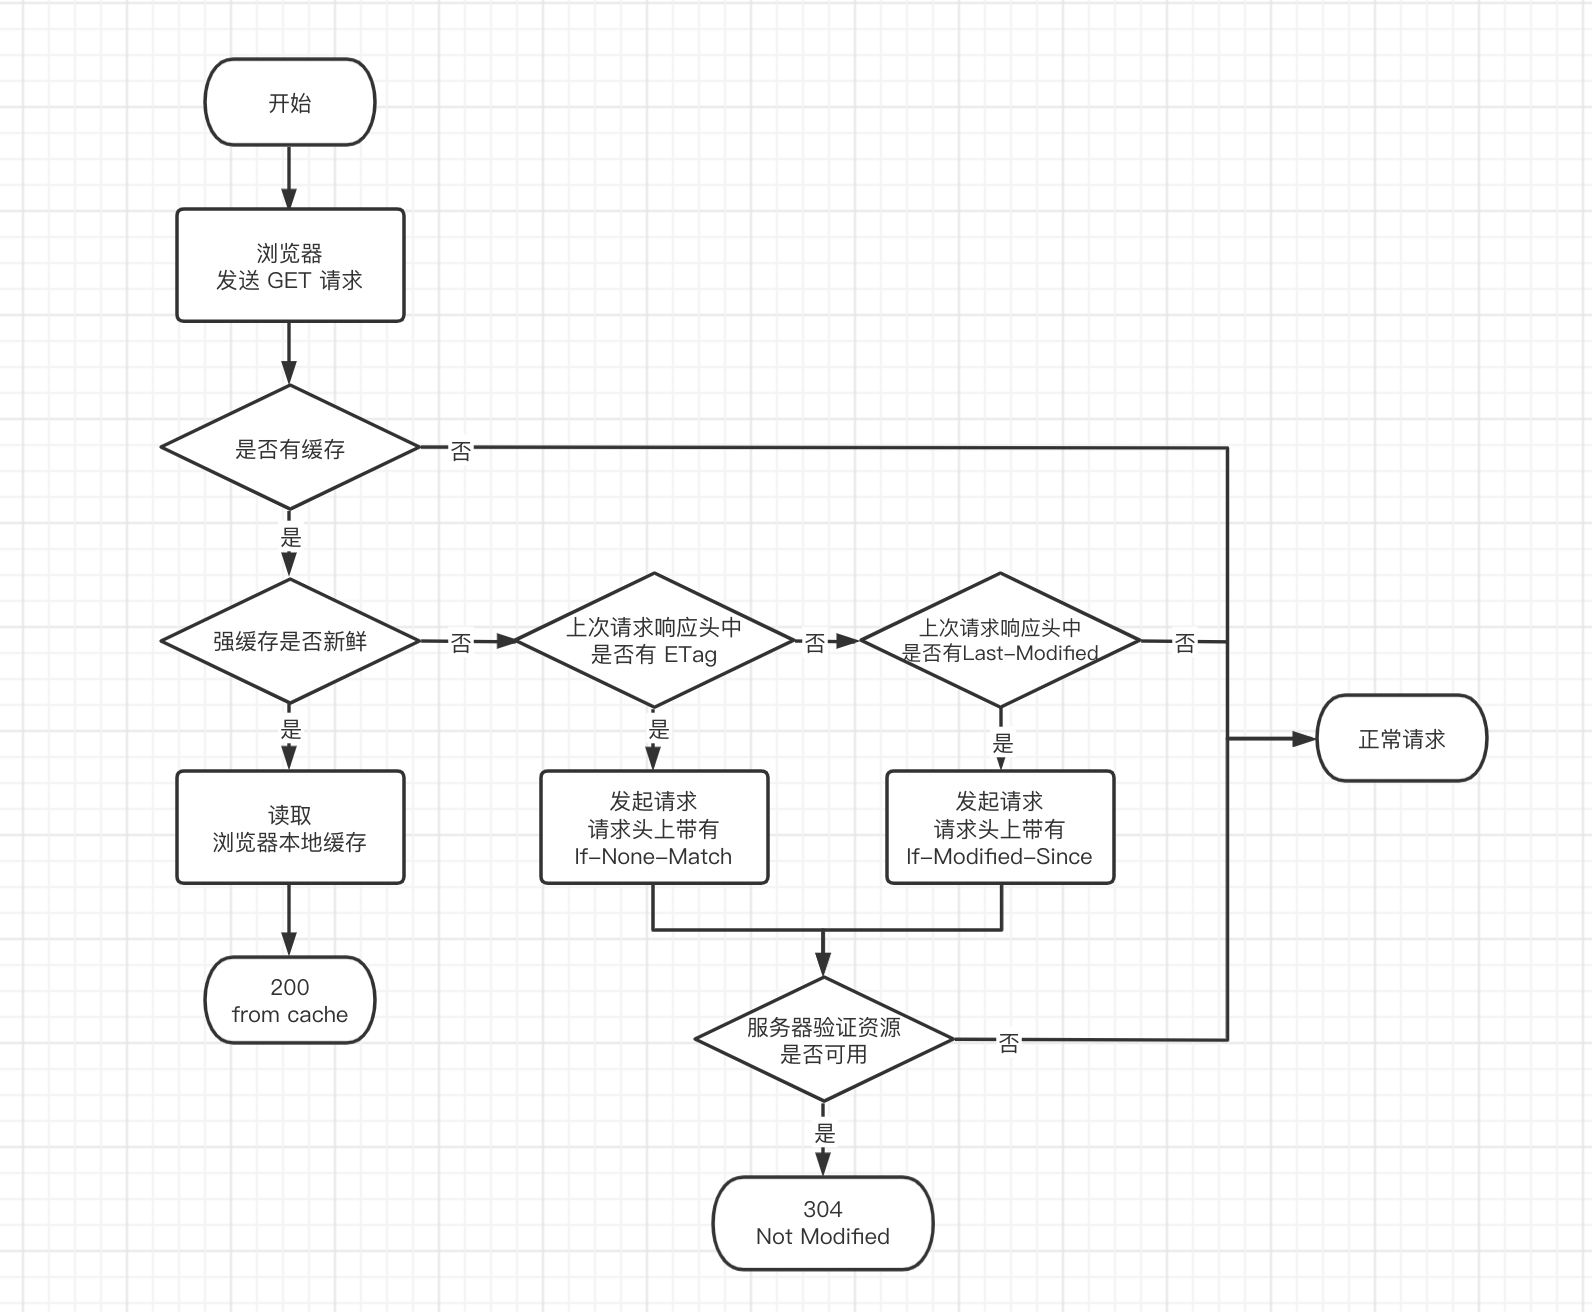 开始
浏览器
发送 GET 请求
是否有缓存
否
是
强缓存是否新鲜
否
上次请求响应头中
是否有 ETag
否
上次请求响应头中
是否有Last-Modified
否
是
是
是
正常请求
读取
浏览器本地缓存
发起请求
请求头上带有
If-None-Match
发起请求
请求头上带有
If-Modified-Since
200
from cache
服务器验证资源
是否可用
否
是
304
Not Modified